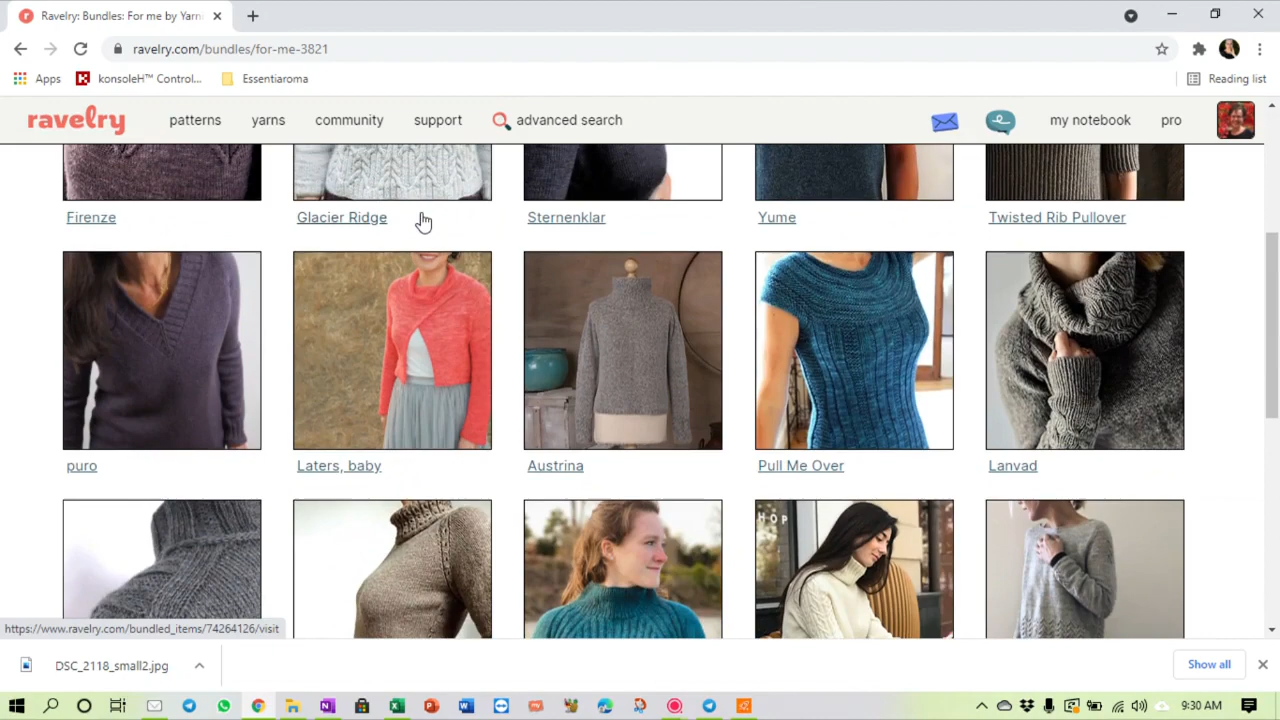 Ravelry: Bundles: For me by Yarn
ravelry.com/bundles/for-me-3821
Apps konsoleH™ Control... Essentiaroma Reading list
ravelry patterns yarns community support advanced search my notebook pro
Firenze Glacier Ridge Sternenklar Yume Twisted Rib Pullover
puro Laters, baby Austrina Pull Me Over Lanvad
HOP
https://www.ravelry.com/bundled_items/74264126/visit
DSC_2118_small2.jpg Show all
9:30 AM